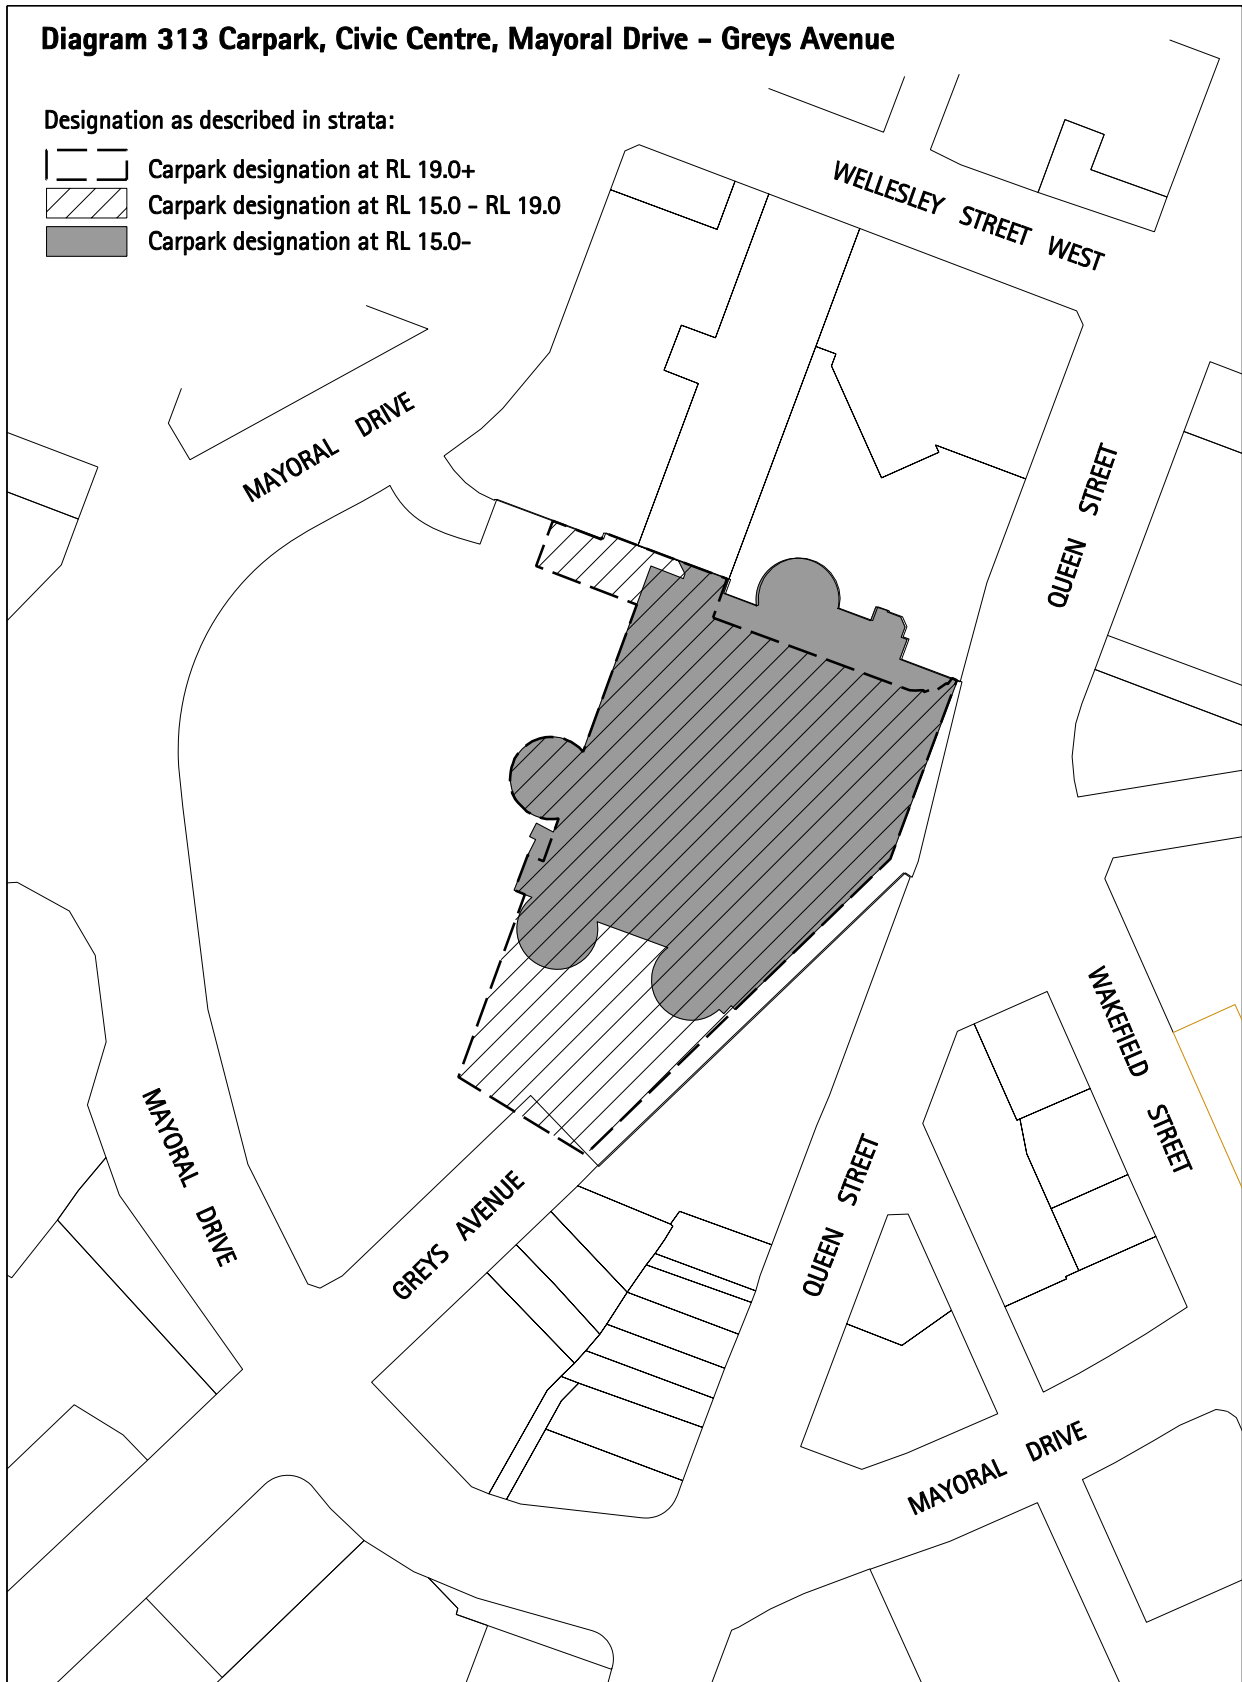 Diagram 313 Carpark, Civic Centre, Mayoral Drive - Greys Avenue
Designation as described in strata:
Carpark designation at RL 19.0+
Carpark designation at RL 15.0 - RL 19.0
Carpark designation at RL 15.0-
WELLESLEY STREET WEST
MAYORAL DRIVE
QUEEN STREET
WAKEFIELD STREET
MAYORAL DRIVE
GREYS AVENUE
QUEEN STREET
MAYORAL DRIVE